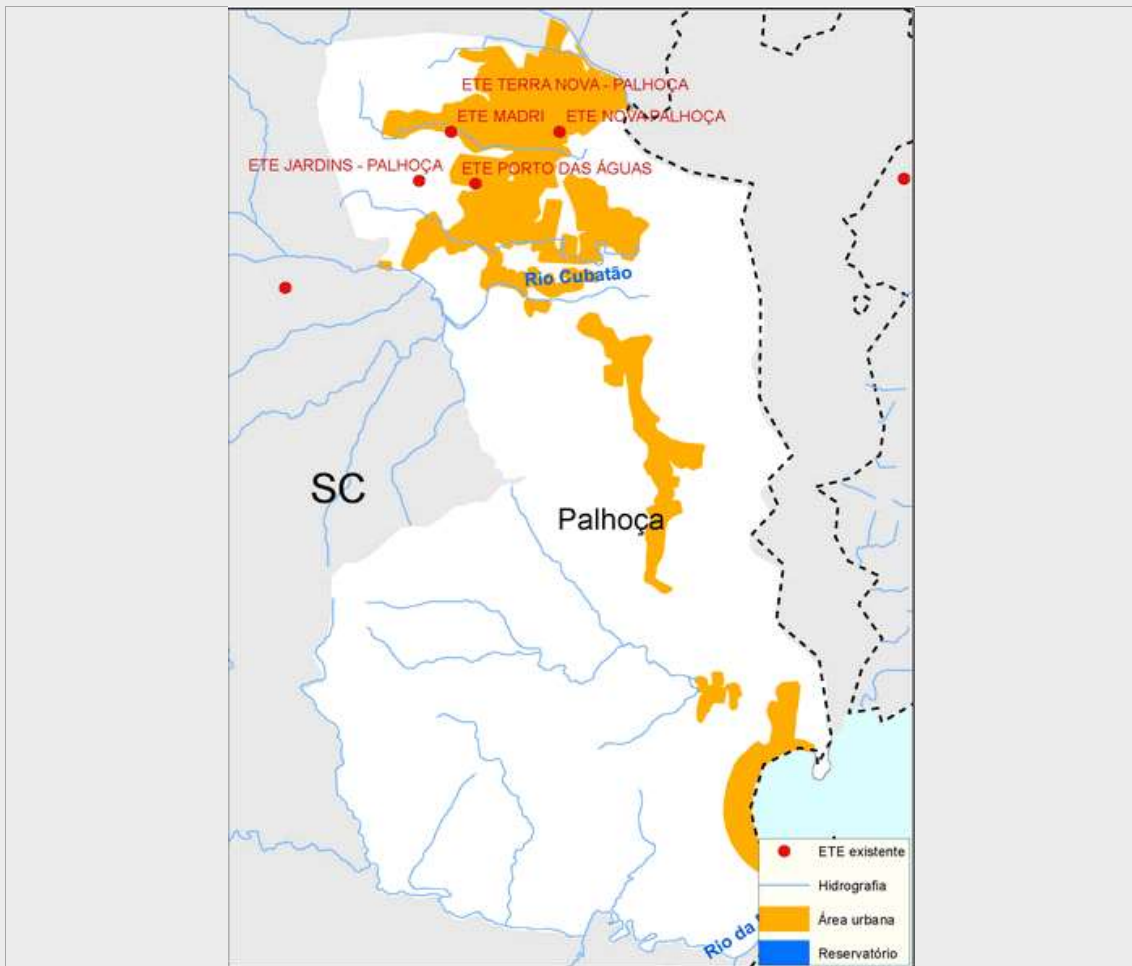 ETE TERRA NOVA - PALHOÇA
ETE MADRI
ETE NOVA PALHOÇA
ETE JARDINS - PALHOÇA
ETE PORTO DAS ÁGUAS
Rio Cubatão
SC
Palhoça
ETE existente
Hidrografia
Área urbana
Rio da
Reservatório